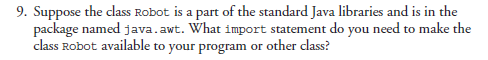 9. Suppose the class Robot is a part of the standard Java libraries and is in the
package named java.awt. What import statement do you need to make the
class Robot available to your program or other class?